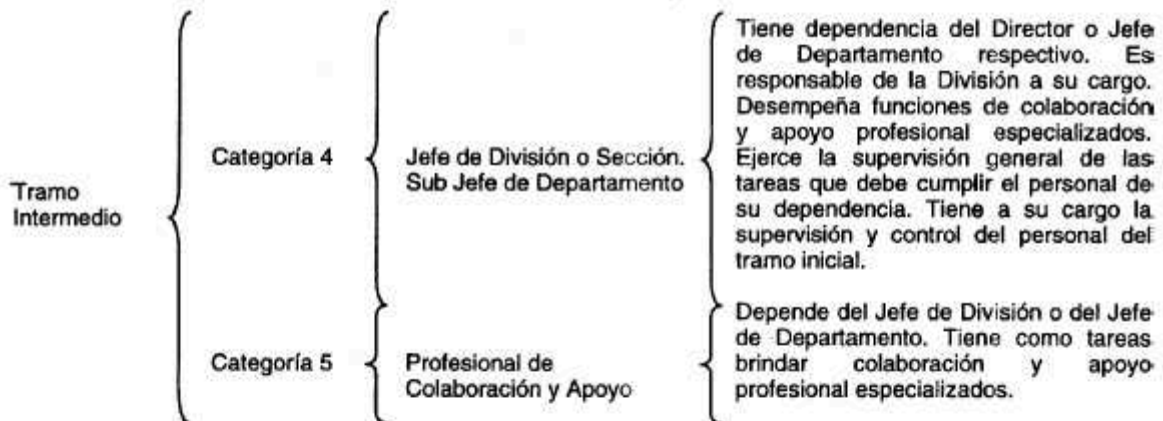 Tramo
Intermedio
Categoría 4
Jefe de División o Sección.
Sub Jefe de Departamento
Tiene dependencia del Director o Jefe
de Departamento respectivo. Es
responsable de la División a su cargo.
Desempeña funciones de colaboración
y apoyo profesional especializados.
Ejerce la supervisión general de las
tareas que debe cumplir el personal de
su dependencia. Tiene a su cargo la
supervisión y control del personal del
tramo inicial.
Categoría 5
Profesional de
Colaboración y Apoyo
Depende del Jefe de División o del Jefe
de Departamento. Tiene como tareas
brindar colaboración y apoyo
profesional especializados.